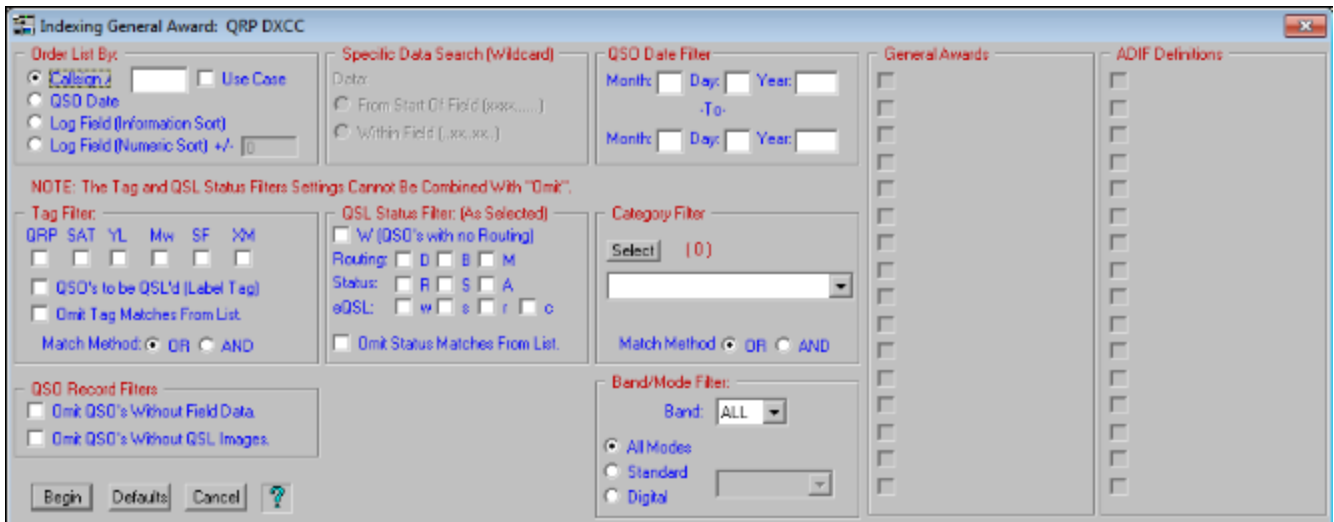 Indexing General Award: QRP DXCC
Order List By:
Callsign /
Use Case
QSO Date
Log Field (Information Sort)
Log Field (Numeric Sort) +/- 0
Specific Data Search (Wildcard)
Data:
From Start Of Field (xxxx......)
Within Field (..xx..xx..)
QSO Date Filter
Month: Day: Year:
-To-
Month: Day: Year:
General Awards
ADIF Definitions
NOTE: The Tag and QSL Status Filters Settings Cannot Be Combined With "Omit".
Tag Filter:
QRP SAT YL Mw SF XM
QSO's to be QSL'd (Label Tag)
Omit Tag Matches From List.
Match Method: OR AND
QSL Status Filter: (As Selected)
W (QSO's with no Routing)
Routing: D B M
Status: R S A
eQSL: w s r c
Omit Status Matches From List.
Category Filter
Select (0)
Match Method OR AND
QSO Record Filters
Omit QSO's Without Field Data.
Omit QSO's Without QSL Images.
Band/Mode Filter:
Band: ALL
All Modes
Standard
Digital
Begin Defaults Cancel ?